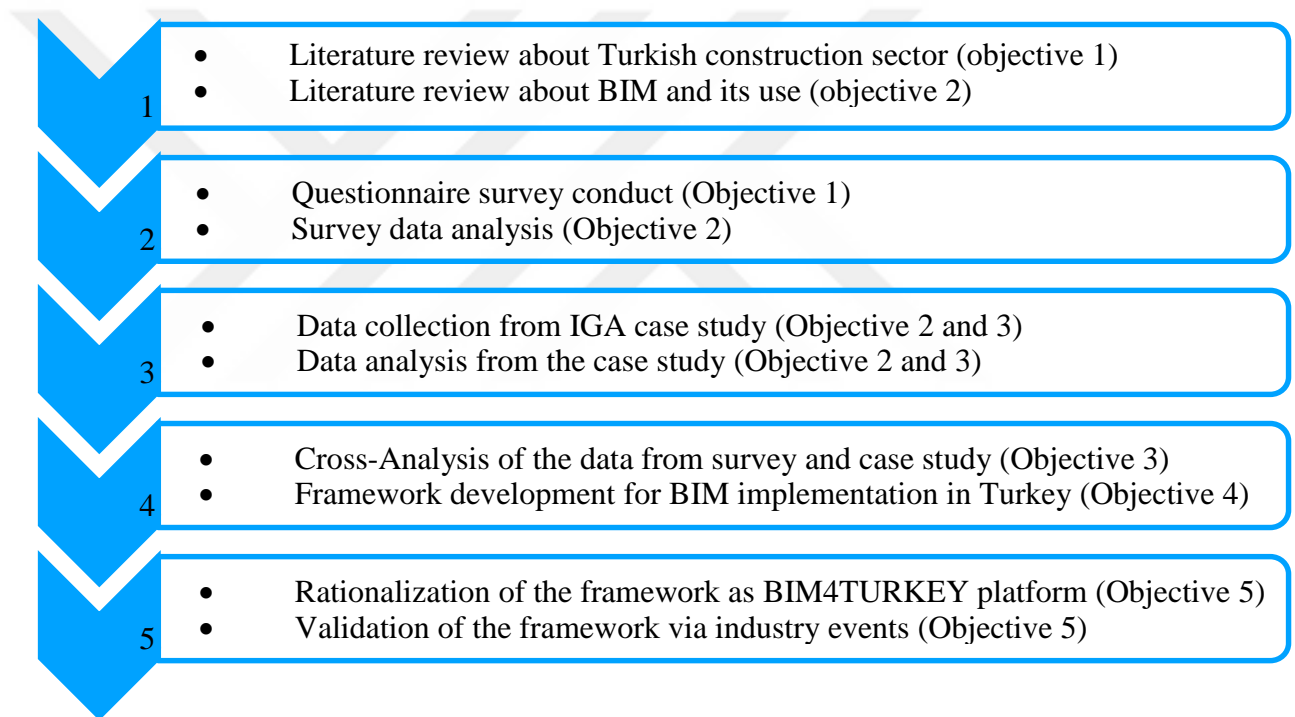 • Literature review about Turkish construction sector (objective 1)
• Literature review about BIM and its use (objective 2)
1
• Questionnaire survey conduct (Objective 1)
• Survey data analysis (Objective 2)
2
• Data collection from IGA case study (Objective 2 and 3)
• Data analysis from the case study (Objective 2 and 3)
3
• Cross-Analysis of the data from survey and case study (Objective 3)
• Framework development for BIM implementation in Turkey (Objective 4)
4
• Rationalization of the framework as BIM4TURKEY platform (Objective 5)
• Validation of the framework via industry events (Objective 5)
5